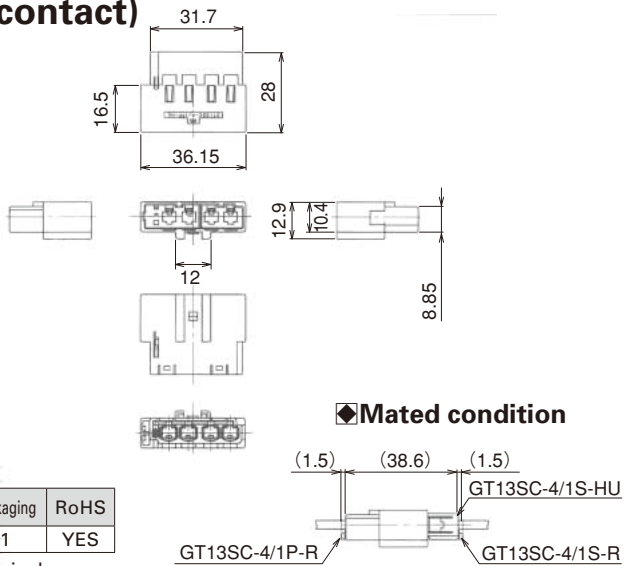 contact)
31.7
16.5
28
36.15
12.9
10.4
12
8.85
◆Mated condition
(1.5) (38.6) (1.5)
GT13SC-4/1S-HU
GT13SC-4/1P-R
GT13SC-4/1S-R
RoHS
1 YES